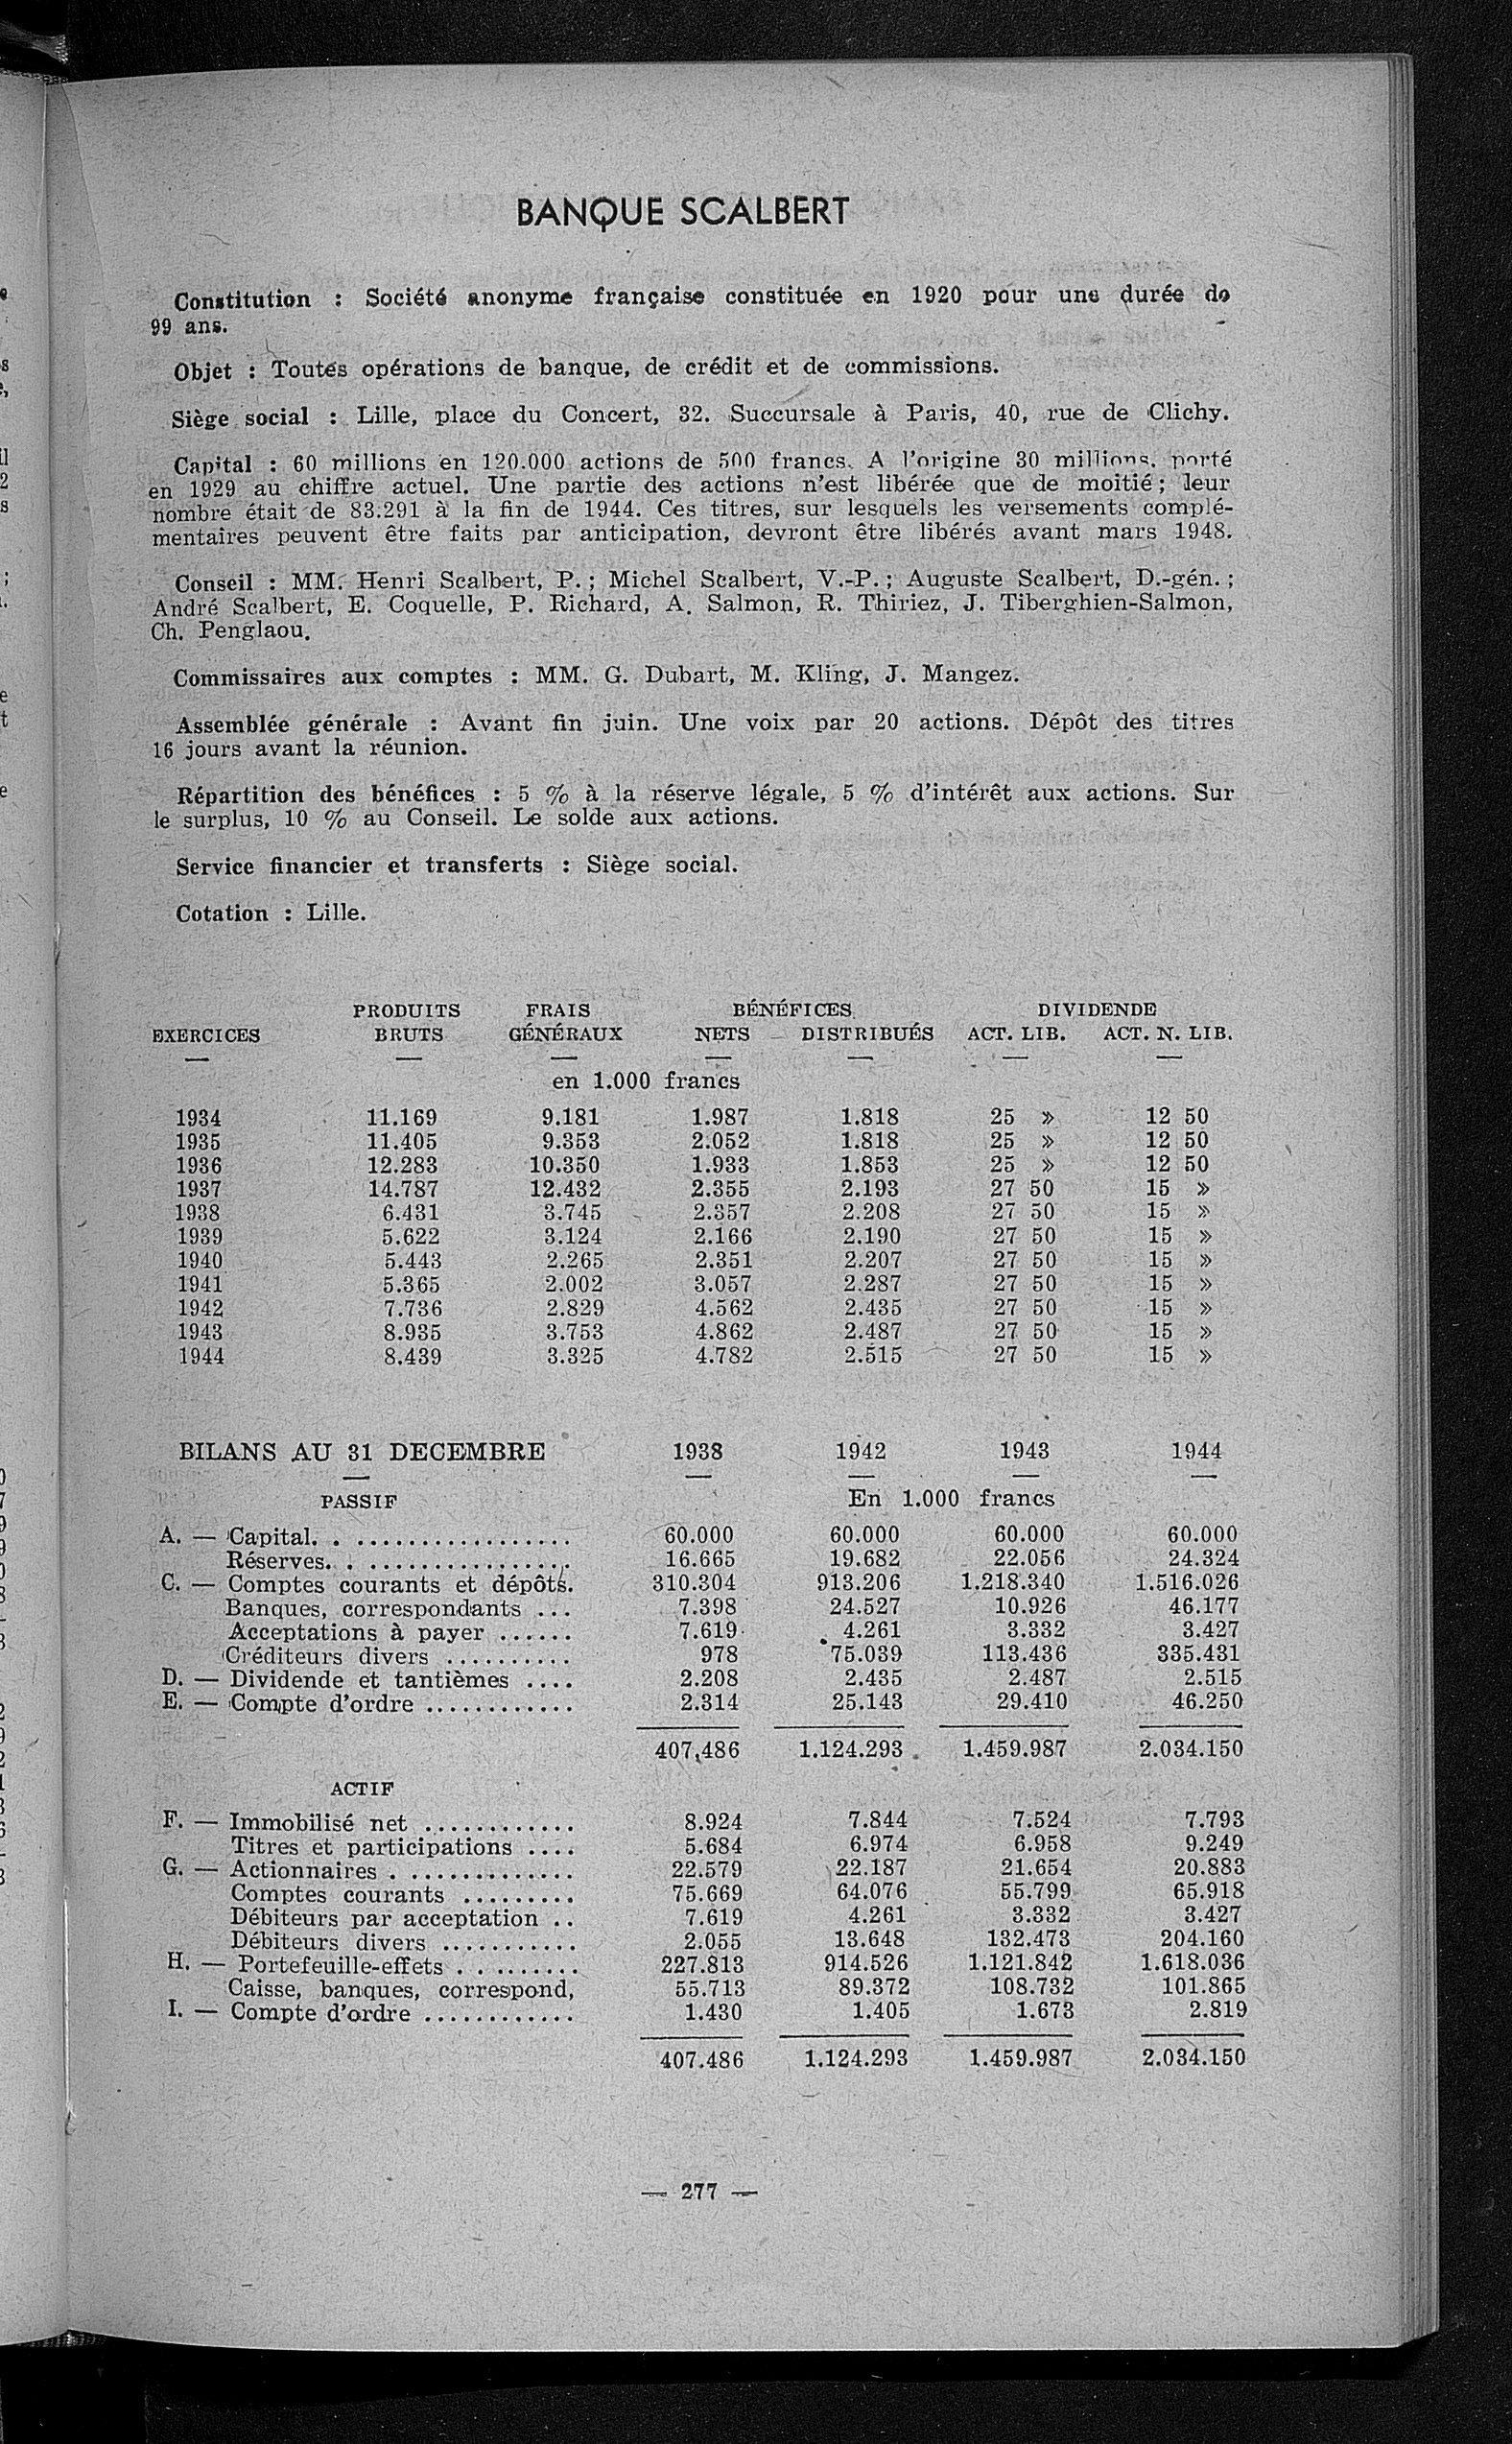 BANQUE SCALBERT
Constitution : Société anonyme française constituée en 1920 pour une durée de
99 ans.
Objet : Toutes opérations de banque, de crédit et de commissions.
Siège social : Lille, place du Concert, 32. Succursale à Paris, 40, rue de Clichy.
Capital : 60 millions en 120.000 actions de 500 francs. A l'origine 30 millions, porté
en 1929 au chiffre actuel. Une partie des actions n'est libérée que de moitié; leur
nombre était de 83.291 à la fin de 1944. Ces titres, sur lesquels les versements complé-
mentaires peuvent être faits par anticipation, devront être libérés avant mars 1948.
Conseil : MM. Henri Scalbert, P.; Michel Scalbert, V.-P.; Auguste Scalbert, D.-gén.;
André Scalbert, E. Coquelle, P. Richard, A. Salmon, R. Thiriez, J. Tiberghien-Salmon,
Ch. Penglaou.
Commissaires aux comptes : MM. G. Dubart, M. Kling, J. Mangez.
Assemblée générale : Avant fin juin. Une voix par 20 actions. Dépôt des titres
16 jours avant la réunion.
Répartition des bénéfices : 5 % à la réserve légale, 5 % d'intérêt aux actions. Sur
le surplus, 10 % au Conseil. Le solde aux actions.
Service financier et transferts : Siège social.
Cotation : Lille.
PRODUITS FRAIS BÉNÉFICES DIVIDENDE
EXERCICES BRUTS GÉNÉRAUX NETS DISTRIBUÉS ACT. LIB. ACT. N. LIB.
en 1.000 francs
1934 11.169 9.181 1.987 1.818 25 » 12 50
1935 11.405 9.353 2.052 1.818 25 » 12 50
1936 12.283 10.350 1.933 1.853 25 » 12 50
1937 14.787 12.432 2.355 2.193 27 50 15 »
1938 6.431 3.745 2.357 2.208 27 50 15 »
1939 5.622 3.124 2.166 2.190 27 50 15 »
1940 5.443 2.265 2.351 2.207 27 50 15 »
1941 5.365 2.002 3.057 2.287 27 50 15 »
1942 7.736 2.829 4.562 2.435 27 50 15 »
1943 8.935 3.753 4.862 2.487 27 50 15 »
1944 8.439 3.325 4.782 2.515 27 50 15 »
BILANS AU 31 DECEMBRE 1938 1942 1943 1944
PASSIF En 1.000 francs
A. — Capital. . ................. 60.000 60.000 60.000 60.000
Réserves. . ................. 16.665 19.682 22.056 24.324
C. — Comptes courants et dépôts. 310.304 913.206 1.218.340 1.516.026
Banques, correspondants ... 7.398 24.527 10.926 46.177
Acceptations à payer ...... 7.619 4.261 3.332 3.427
Créditeurs divers .......... 978 75.039 113.436 335.431
D. — Dividende et tantièmes .... 2.208 2.435 2.487 2.515
E. — Compte d'ordre ............ 2.314 25.143 29.410 46.250
407.486 1.124.293 1.459.987 2.034.150
ACTIF
F. — Immobilisé net ............ 8.924 7.844 7.524 7.793
Titres et participations .... 5.684 6.974 6.958 9.249
G. — Actionnaires . ............. 22.579 22.187 21.654 20.883
Comptes courants ......... 75.669 64.076 55.799 65.918
Débiteurs par acceptation .. 7.619 4.261 3.332 3.427
Débiteurs divers ........... 2.055 13.648 132.473 204.160
H. — Portefeuille-effets . . ....... 227.813 914.526 1.121.842 1.618.036
Caisse, banques, correspond, 55.713 89.372 108.732 101.865
I. — Compte d'ordre ............ 1.430 1.405 1.673 2.819
407.486 1.124.293 1.459.987 2.034.150
— 277 —